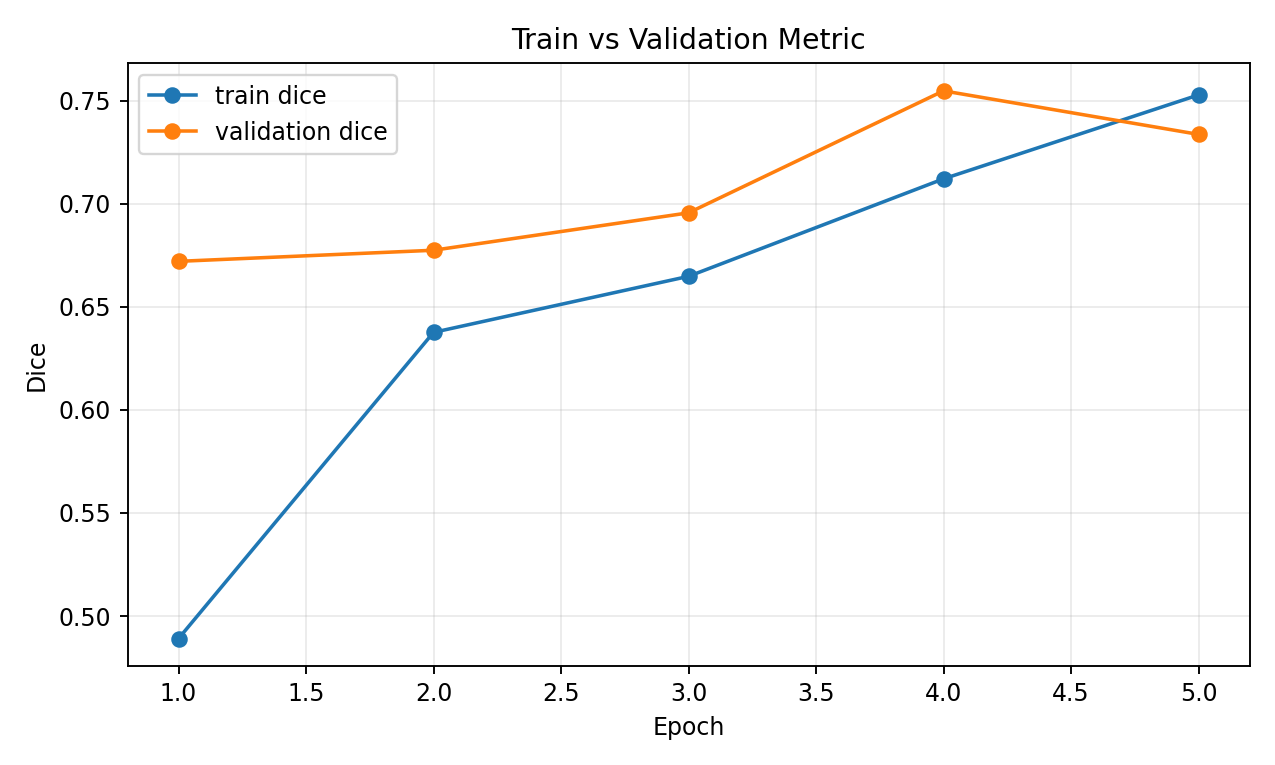 Train vs Validation Metric
train dice
validation dice
Dice
0.75
0.70
0.65
0.60
0.55
0.50
1.0 1.5 2.0 2.5 3.0 3.5 4.0 4.5 5.0
Epoch